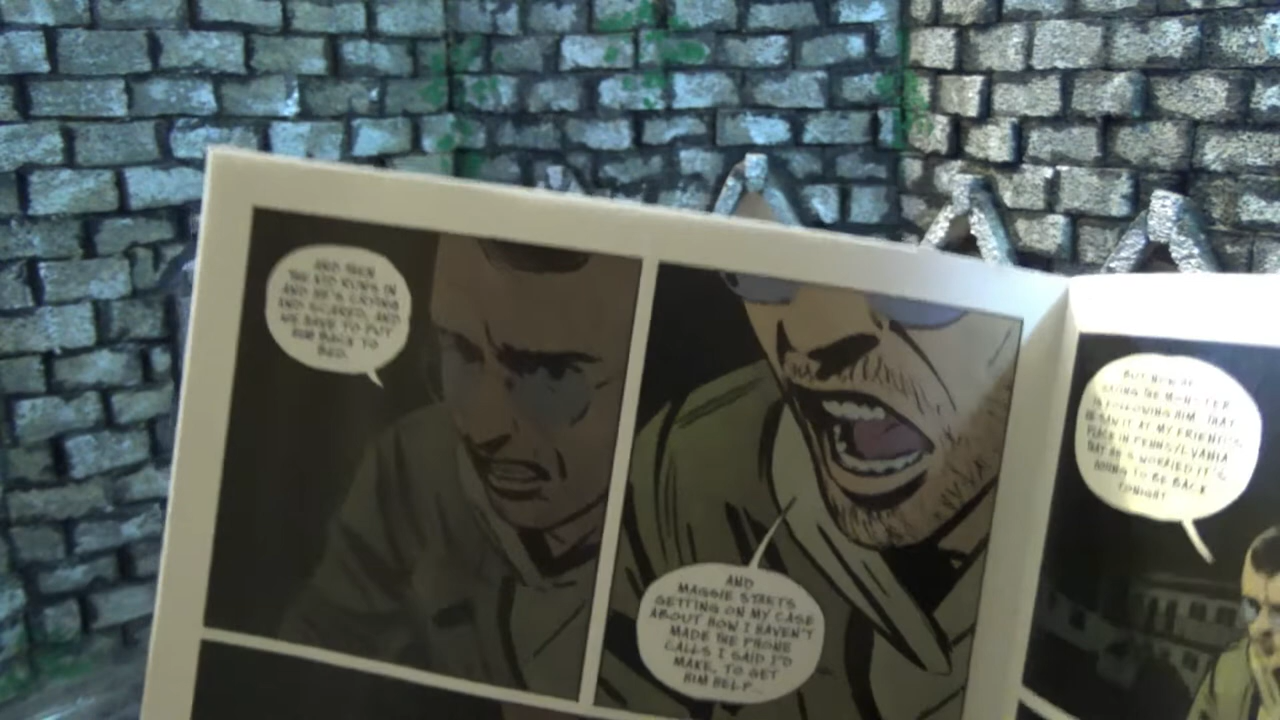 AND THEN
THE KID RUNS IN
AND HE'S CRYING
AND SCARED, AND
WE HAVE TO PUT
HIM BACK TO
BED.
AND
MAGGIE STARTS
GETTING ON MY CASE
ABOUT HOW I HAVEN'T
MADE THE PHONE
CALLS I SAID I'D
MAKE, TO GET
HIM HELP...
BUT NOW HE'S
SAYING THE MONSTER
IS FOLLOWING HIM. THAT
HE SAW IT AT MY FRIEND'S
PLACE IN PENNSYLVANIA
THAT HE'S WORRIED IT'S
GOING TO BE BACK
TONIGHT.